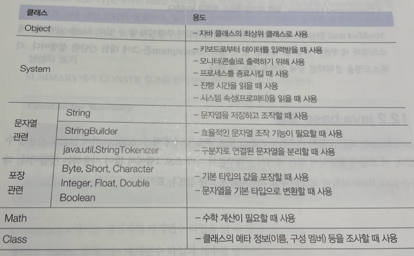 클래스 용도
Object - 자바 클래스의 최상위 클래스로 사용
System - 키보드로부터 데이터를 입력받을 때 사용
- 모니터(콘솔)로 출력하기 위해 사용
- 프로세스를 종료시킬 때 사용
- 진행 시간을 읽을 때 사용
- 시스템 속성(프로퍼티)을 읽을 때 사용
문자열 관련 String - 문자열을 저장하고 조작할 때 사용
StringBuilder - 효율적인 문자열 조작 기능이 필요할 때 사용
java.util.StringTokenizer - 구분자로 연결된 문자열을 분리할 때 사용
포장 관련 Byte, Short, Character - 기본 타입의 값을 포장할 때 사용
Integer, Float, Double - 문자열을 기본 타입으로 변환할 때 사용
Boolean
Math - 수학 계산이 필요할 때 사용
Class - 클래스의 메타 정보(이름, 구성 멤버) 등을 조사할 때 사용